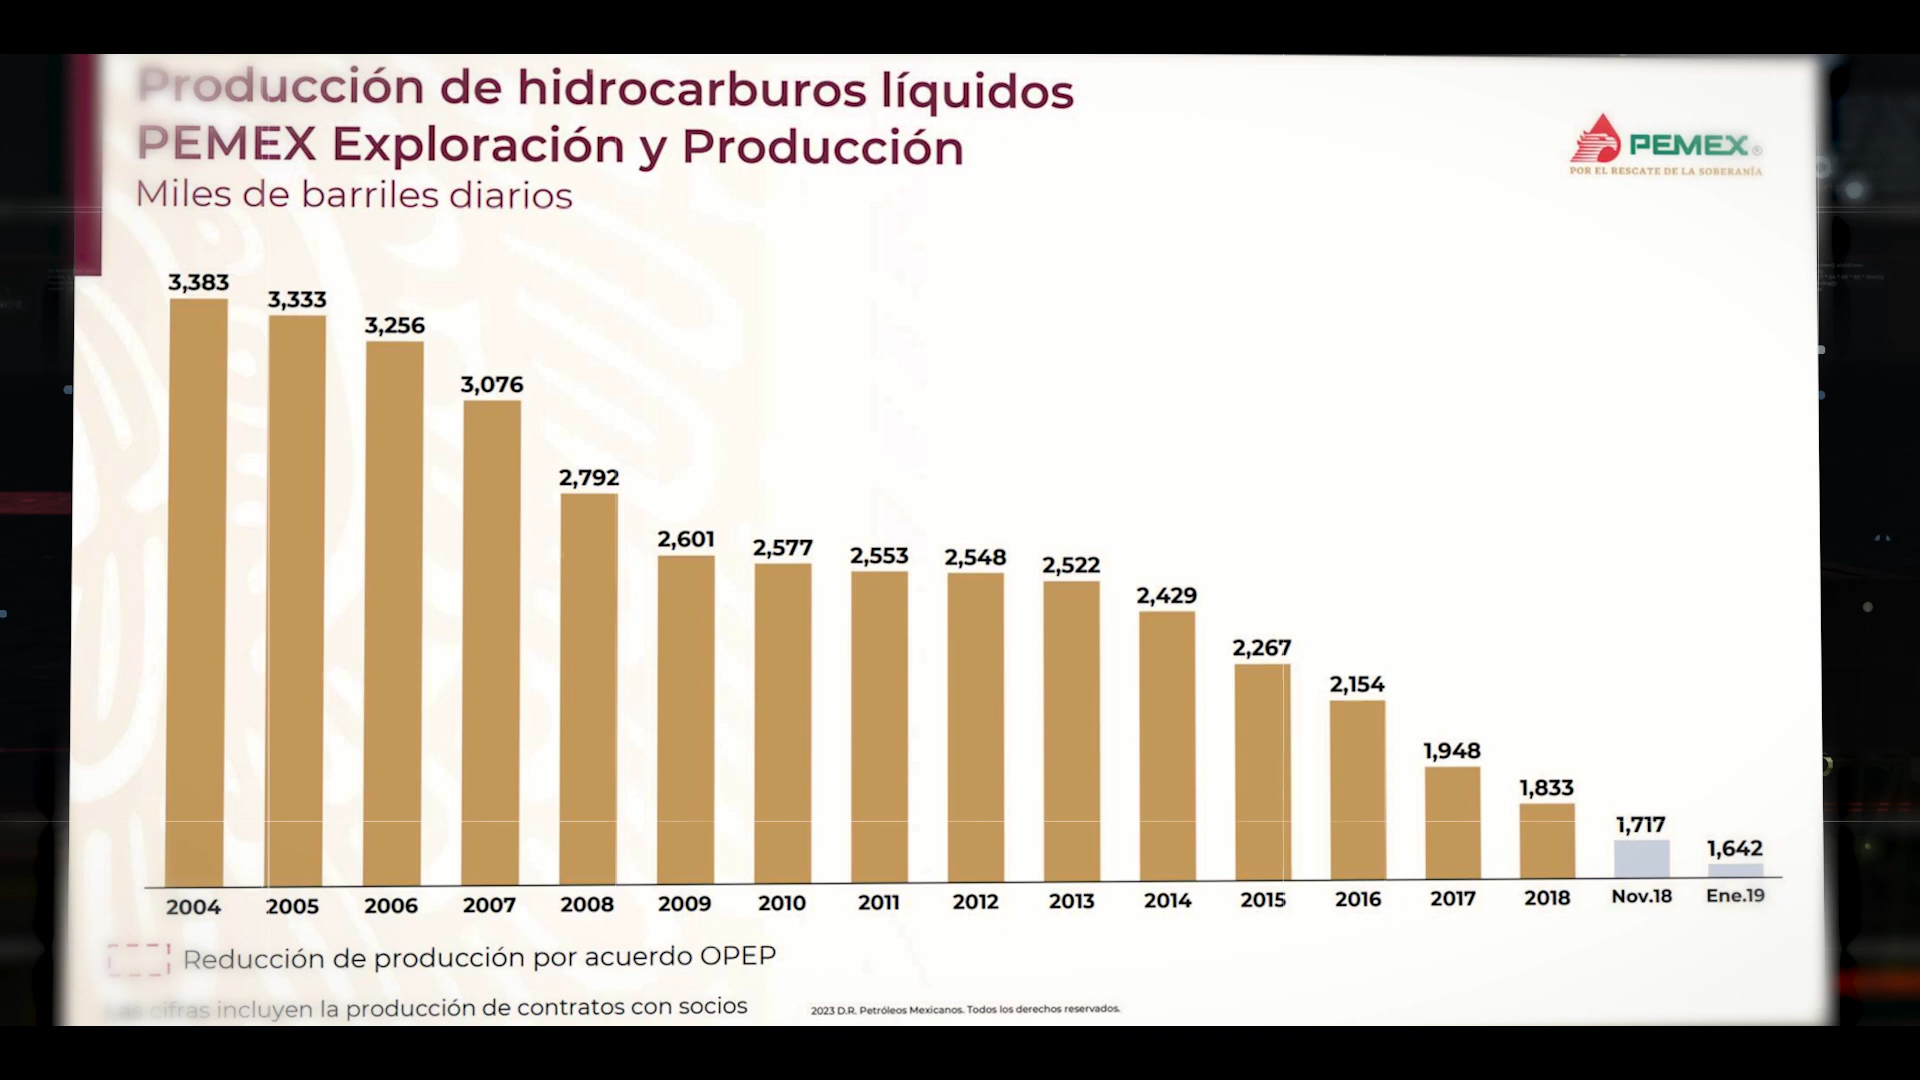 Producción de hidrocarburos líquidos
PEMEX Exploración y Producción
Miles de barriles diarios
PEMEX®
POR EL RESCATE DE LA SOBERANÍA
3,383
3,333
3,256
3,076
2,792
2,601
2,577
2,553
2,548
2,522
2,429
2,267
2,154
1,948
1,833
1,717
1,642
2004 2005 2006 2007 2008 2009 2010 2011 2012 2013 2014 2015 2016 2017 2018 Nov.18 Ene.19
Reducción de producción por acuerdo OPEP
cifras incluyen la producción de contratos con socios
2023 D.R. Petróleos Mexicanos. Todos los derechos reservados.